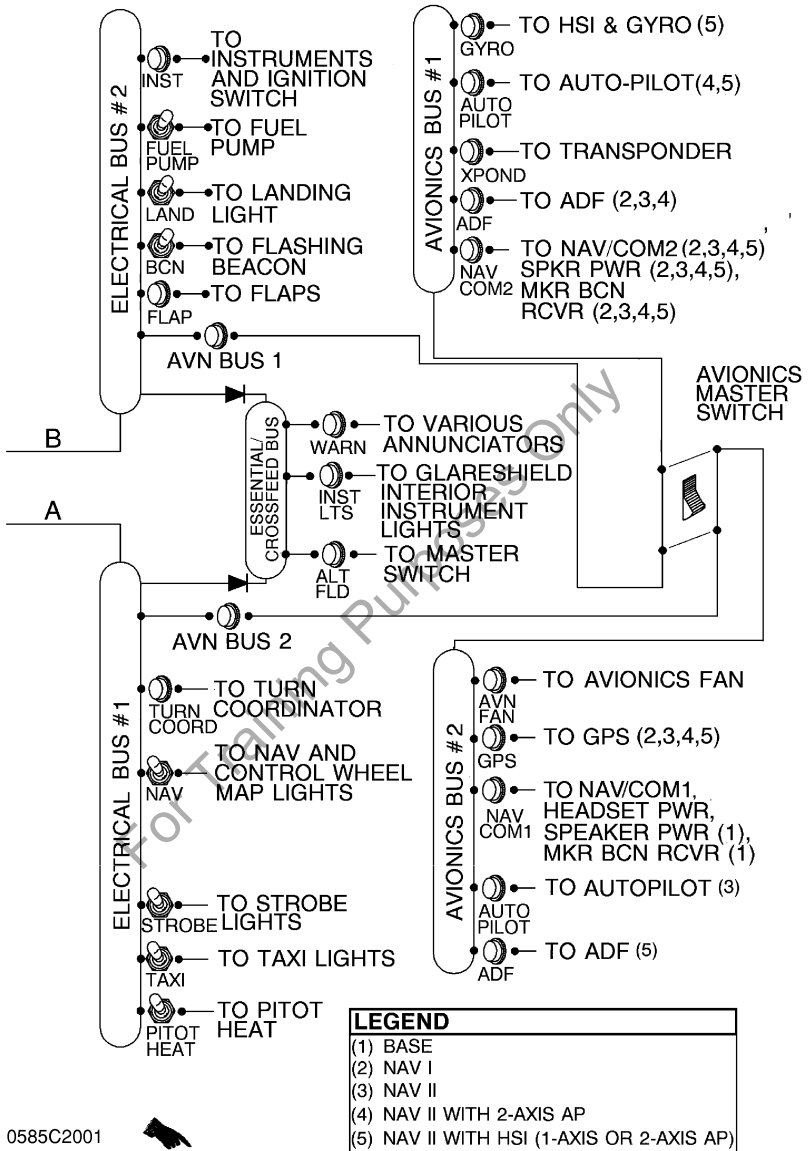 ELECTRICAL BUS #2
INST
TO
INSTRUMENTS
AND IGNITION
SWITCH
FUEL
PUMP
TO FUEL
PUMP
LAND
TO LANDING
LIGHT
BCN
TO FLASHING
BEACON
FLAP
TO FLAPS
AVN BUS 1
AVIONICS BUS #1
GYRO
TO HSI & GYRO (5)
AUTO
PILOT
TO AUTO-PILOT(4,5)
XPOND
TO TRANSPONDER
ADF
TO ADF (2,3,4)
NAV
COM2
TO NAV/COM2 (2,3,4,5)
SPKR PWR (2,3,4,5),
MKR BCN
RCVR (2,3,4,5)
AVIONICS
MASTER
SWITCH
B
A
ESSENTIAL/
CROSSFEED BUS
WARN
TO VARIOUS
ANNUNCIATORS
INST
LTS
TO GLARESHIELD
INTERIOR
INSTRUMENT
LIGHTS
ALT
FLD
TO MASTER
SWITCH
ELECTRICAL BUS #1
AVN BUS 2
TURN
COORD
TO TURN
COORDINATOR
NAV
TO NAV AND
CONTROL WHEEL
MAP LIGHTS
STROBE
TO STROBE
LIGHTS
TAXI
TO TAXI LIGHTS
PITOT
HEAT
TO PITOT
HEAT
AVIONICS BUS #2
AVN
FAN
TO AVIONICS FAN
GPS
TO GPS (2,3,4,5)
NAV
COM1
TO NAV/COM1,
HEADSET PWR,
SPEAKER PWR (1),
MKR BCN RCVR (1)
AUTO
PILOT
TO AUTOPILOT (3)
ADF
TO ADF (5)
For Training Purposes Only
LEGEND
(1) BASE
(2) NAV I
(3) NAV II
(4) NAV II WITH 2-AXIS AP
(5) NAV II WITH HSI (1-AXIS OR 2-AXIS AP)
0585C2001